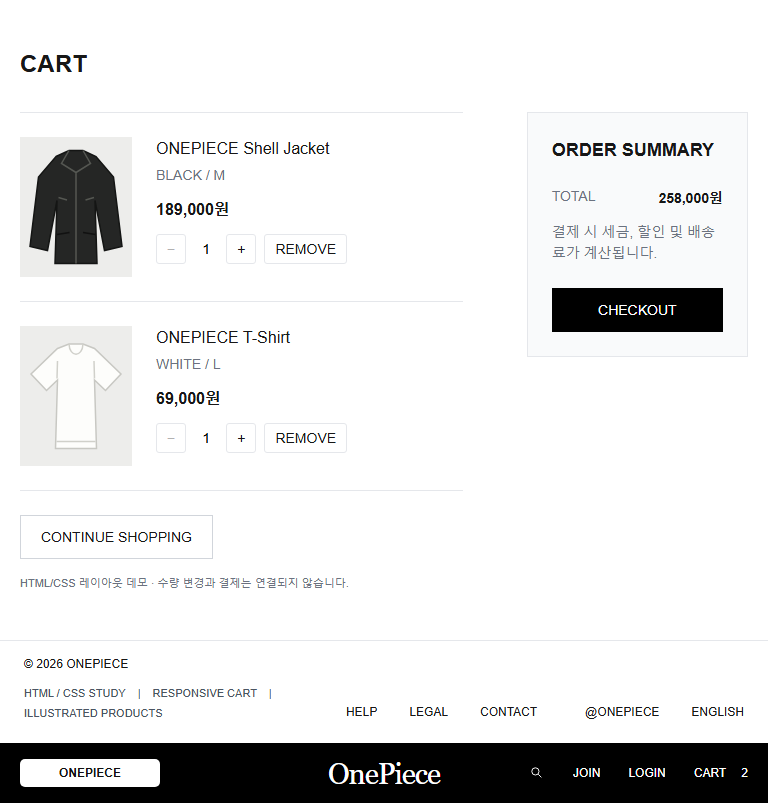 CART
ONEPIECE Shell Jacket
BLACK / M
189,000원
− 1 + REMOVE
ONEPIECE T-Shirt
WHITE / L
69,000원
− 1 + REMOVE
CONTINUE SHOPPING
HTML/CSS 레이아웃 데모 · 수량 변경과 결제는 연결되지 않습니다.
ORDER SUMMARY
TOTAL 258,000원
결제 시 세금, 할인 및 배송
료가 계산됩니다.
CHECKOUT
© 2026 ONEPIECE
HTML / CSS STUDY | RESPONSIVE CART |
ILLUSTRATED PRODUCTS
HELP LEGAL CONTACT @ONEPIECE ENGLISH
ONEPIECE OnePiece JOIN LOGIN CART 2